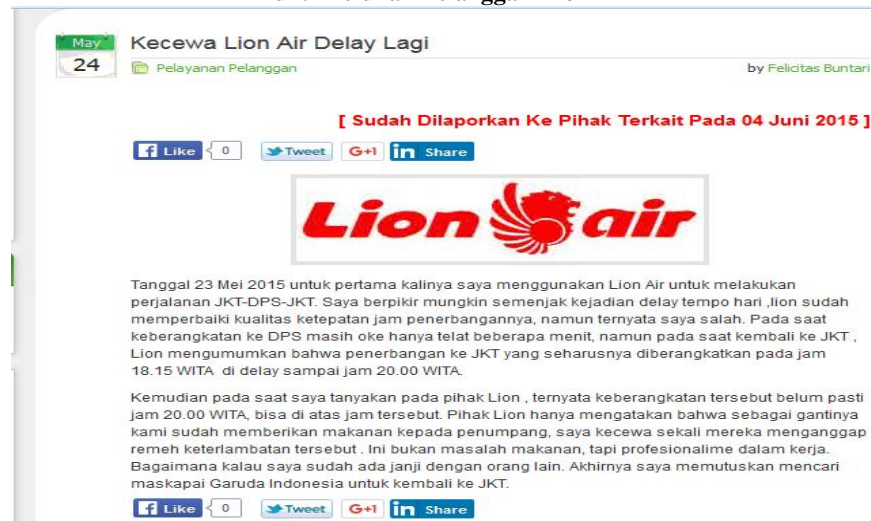 May
24
Kecewa Lion Air Delay Lagi
Pelayanan Pelanggan
by Felicitas Buntari
[ Sudah Dilaporkan Ke Pihak Terkait Pada 04 Juni 2015 ]
Like 0 Tweet G+1 in Share
Lion air
Tanggal 23 Mei 2015 untuk pertama kalinya saya menggunakan Lion Air untuk melakukan
perjalanan JKT-DPS-JKT. Saya berpikir mungkin semenjak kejadian delay tempo hari ,lion sudah
memperbaiki kualitas ketepatan jam penerbangannya, namun ternyata saya salah. Pada saat
keberangkatan ke DPS masih oke hanya telat beberapa menit, namun pada saat kembali ke JKT ,
Lion mengumumkan bahwa penerbangan ke JKT yang seharusnya diberangkatkan pada jam
18.15 WITA di delay sampai jam 20.00 WITA.
Kemudian pada saat saya tanyakan pada pihak Lion , ternyata keberangkatan tersebut belum pasti
jam 20.00 WITA, bisa di atas jam tersebut. Pihak Lion hanya mengatakan bahwa sebagai gantinya
kami sudah memberikan makanan kepada penumpang, saya kecewa sekali mereka menganggap
remeh keterlambatan tersebut . Ini bukan masalah makanan, tapi profesionalime dalam kerja.
Bagaimana kalau saya sudah ada janji dengan orang lain. Akhirnya saya memutuskan mencari
maskapai Garuda Indonesia untuk kembali ke JKT.
Like 0 Tweet G+1 in Share